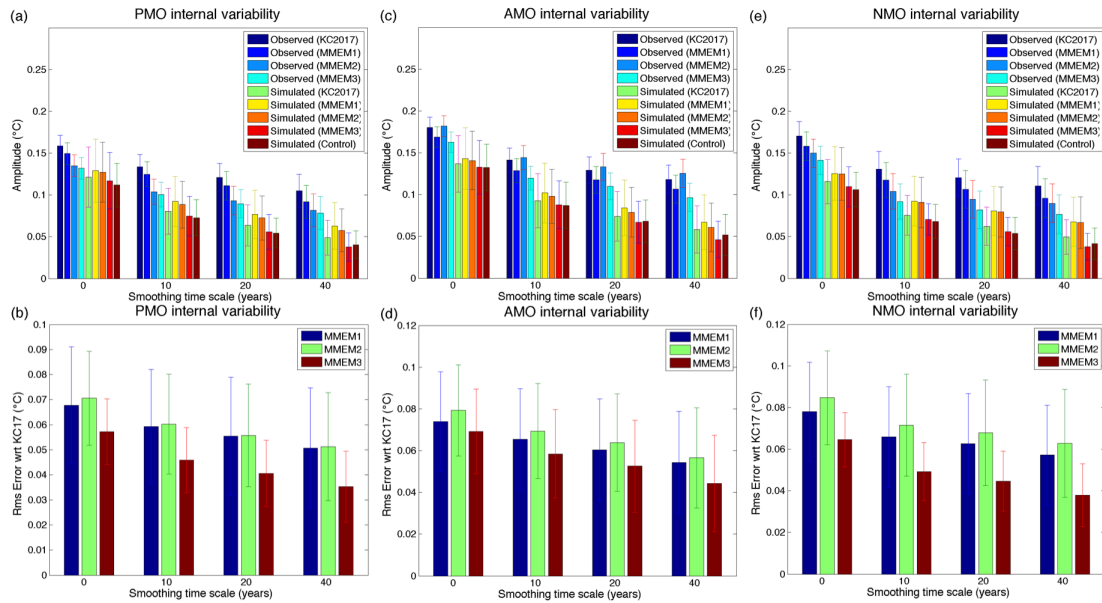 (a)
PMO internal variability
Observed (KC2017)
Observed (MMEM1)
Observed (MMEM2)
Observed (MMEM3)
Simulated (KC2017)
Simulated (MMEM1)
Simulated (MMEM2)
Simulated (MMEM3)
Simulated (Control)
Amplitude (°C)
0.25
0.2
0.15
0.1
0.05
0
0 10 20 40
Smoothing time scale (years)
(c)
AMO internal variability
Observed (KC2017)
Observed (MMEM1)
Observed (MMEM2)
Observed (MMEM3)
Simulated (KC2017)
Simulated (MMEM1)
Simulated (MMEM2)
Simulated (MMEM3)
Simulated (Control)
Amplitude (°C)
0.25
0.2
0.15
0.1
0.05
0
0 10 20 40
Smoothing time scale (years)
(e)
NMO internal variability
Observed (KC2017)
Observed (MMEM1)
Observed (MMEM2)
Observed (MMEM3)
Simulated (KC2017)
Simulated (MMEM1)
Simulated (MMEM2)
Simulated (MMEM3)
Simulated (Control)
Amplitude (°C)
0.25
0.2
0.15
0.1
0.05
0
0 10 20 40
Smoothing time scale (years)
(b)
PMO internal variability
MMEM1
MMEM2
MMEM3
Rms Error wrt KC17 (°C)
0.1
0.09
0.08
0.07
0.06
0.05
0.04
0.03
0.02
0.01
0
0 10 20 40
Smoothing time scale (years)
(d)
AMO internal variability
MMEM1
MMEM2
MMEM3
Rms Error wrt KC17 (°C)
0.12
0.1
0.08
0.06
0.04
0.02
0
0 10 20 40
Smoothing time scale (years)
(f)
NMO internal variability
MMEM1
MMEM2
MMEM3
Rms Error wrt KC17 (°C)
0.12
0.1
0.08
0.06
0.04
0.02
0
0 10 20 40
Smoothing time scale (years)